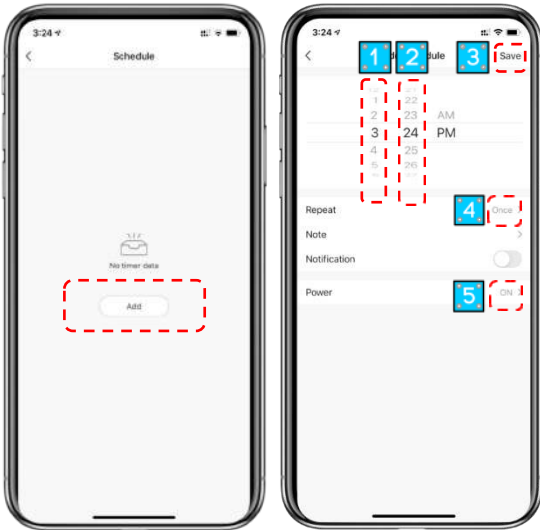 3:24
Schedule
No timer data
Add
3:24
1 2 dule 3 Save
1 22
2 23 AM
3 24 PM
4 25
5 26
Repeat 4 Once
Note
Notification
Power 5 ON